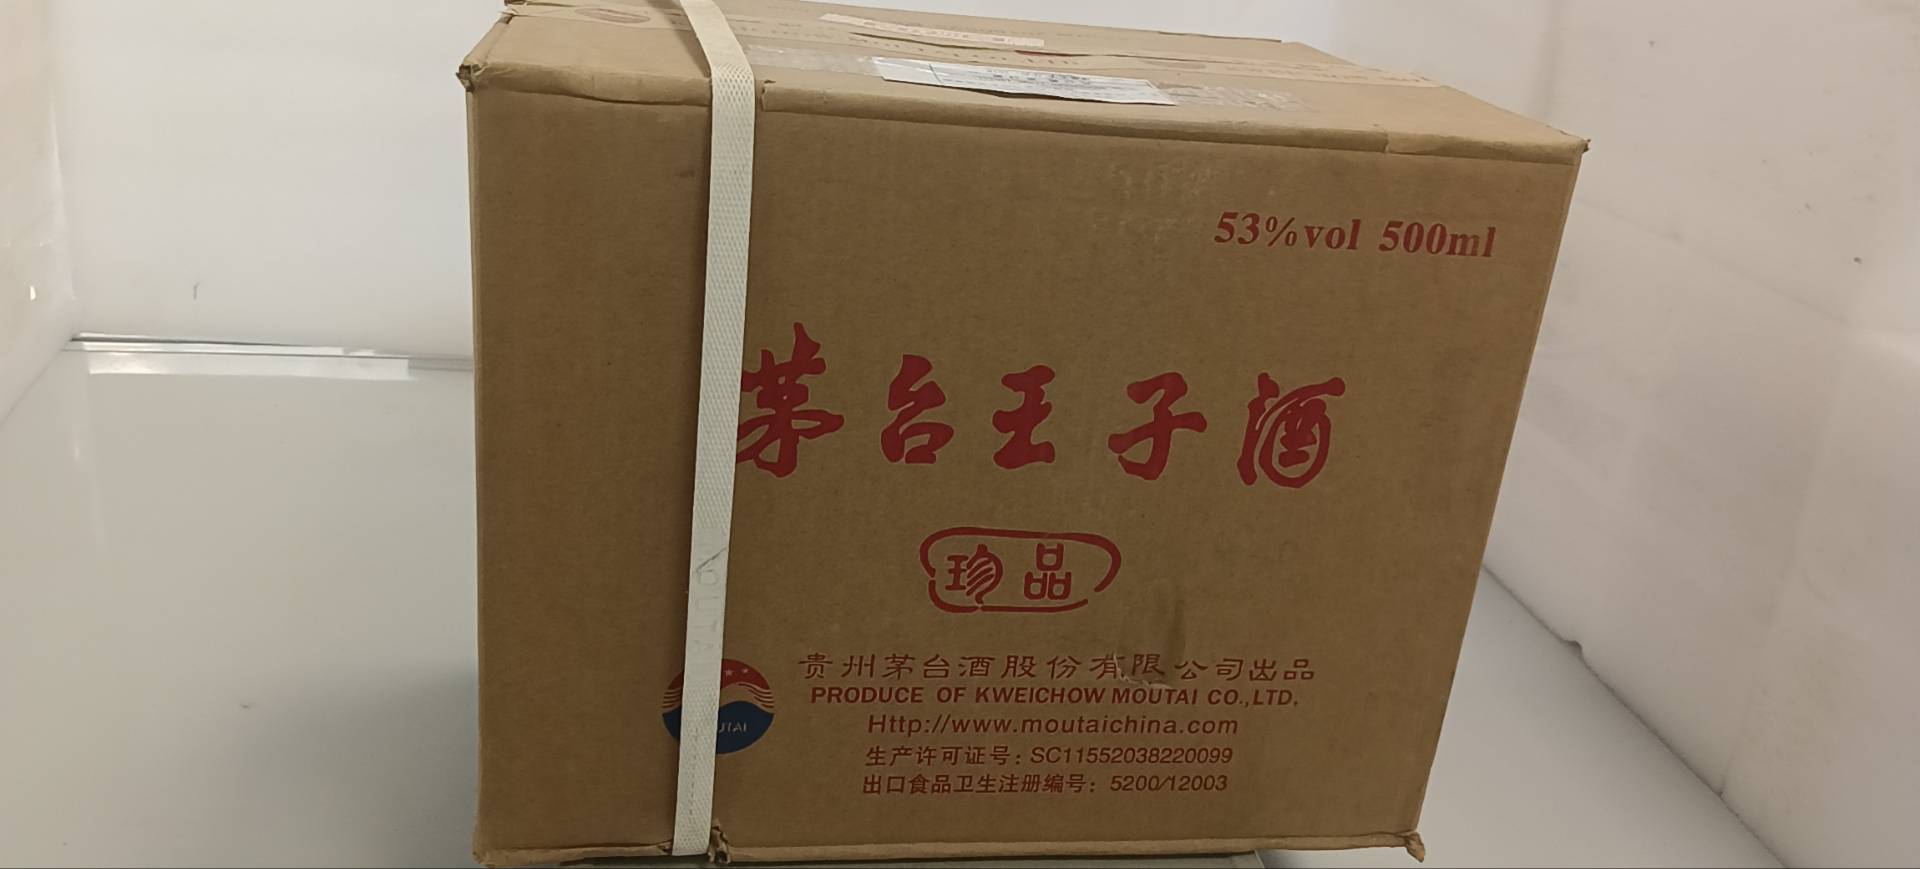 53%vol 500ml
茅台王子酒
珍品
贵州茅台酒股份有限公司出品
PRODUCE OF KWEICHOW MOUTAI CO.,LTD.
Http://www.moutaichina.com
生产许可证号：SC11552038220099
出口食品卫生注册编号：5200/12003
UTAI